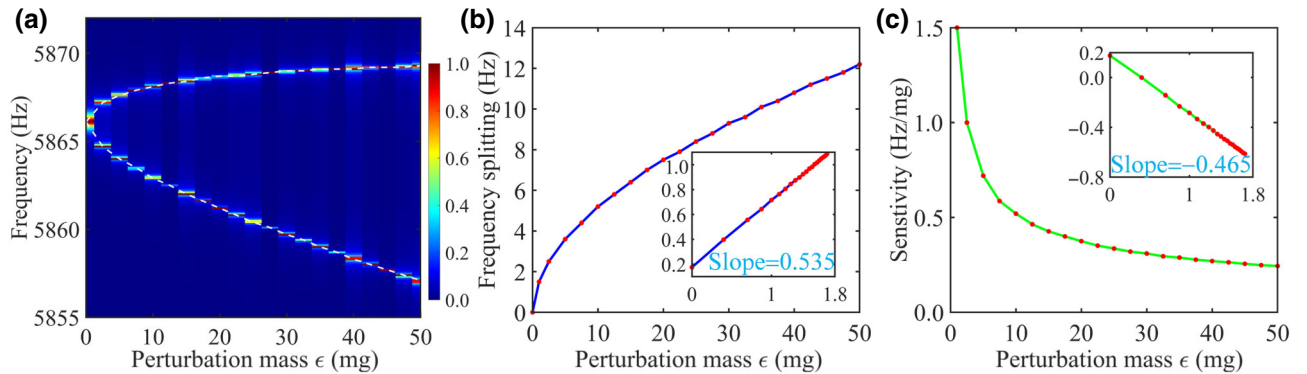 (a)
Frequency (Hz)
5870
5865
5860
5855
0 10 20 30 40 50
Perturbation mass ϵ (mg)
1.0
0.8
0.6
0.4
0.2
0.0
(b)
Frequency splitting (Hz)
14
12
10
8
6
4
2
0
0 10 20 30 40 50
Perturbation mass ϵ (mg)
1.0
0.8
0.6
0.4
0.2
Slope=0.535
0 1 1.8
(c)
Senstivity (Hz/mg)
1.5
1.0
0.5
0.0
0 10 20 30 40 50
Perturbation mass ϵ (mg)
0.2
0.0
−0.4
−0.8
Slope=−0.465
0 1 1.8